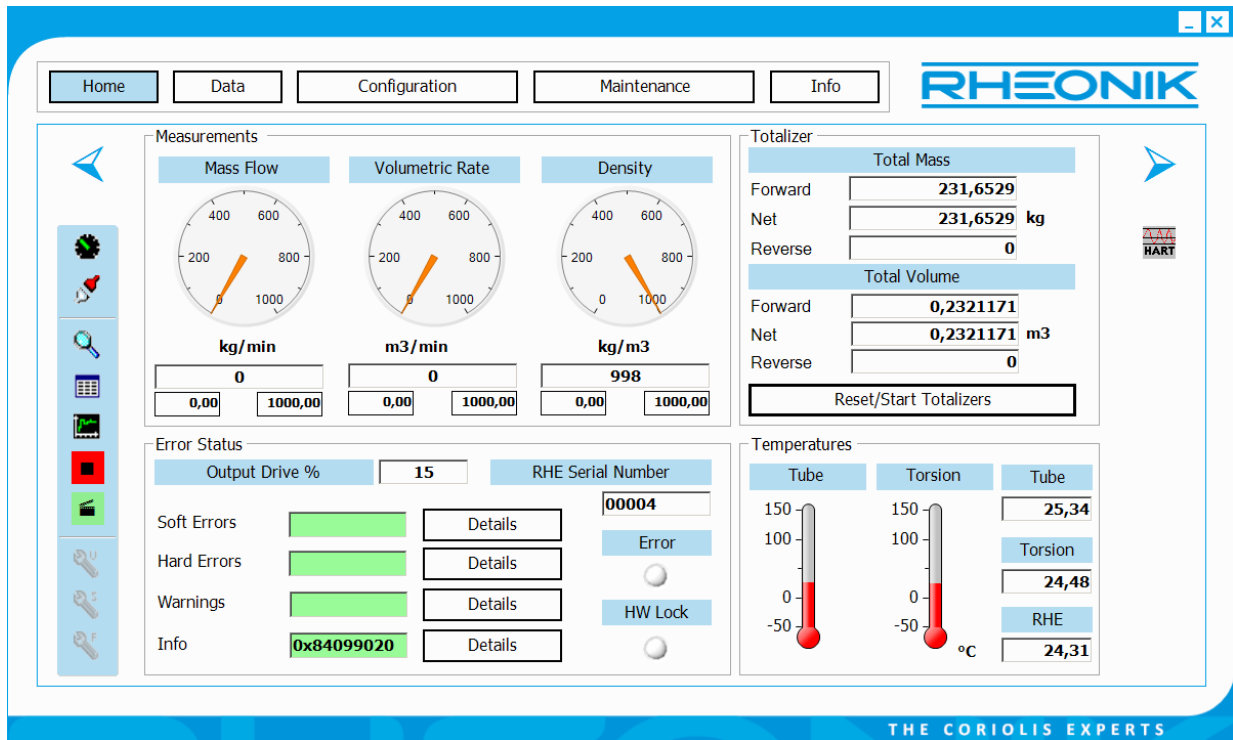 Home Data Configuration Maintenance Info
RHEONIK
Measurements
Mass Flow Volumetric Rate Density
400 600
200 800
0 1000
400 600
200 800
0 1000
400 600
200 800
0 1000
kg/min m3/min kg/m3
0 0 998
0,00 1000,00 0,00 1000,00 0,00 1000,00
Totalizer
Total Mass
Forward 231,6529
Net 231,6529 kg
Reverse 0
Total Volume
Forward 0,2321171
Net 0,2321171 m3
Reverse 0
Reset/Start Totalizers
HART
Error Status
Output Drive % 15 RHE Serial Number
00004
Soft Errors Details
Error
Hard Errors Details
Warnings Details
HW Lock
Info 0x84099020 Details
Temperatures
Tube Torsion Tube
150 150 25,34
100 100
Torsion
24,48
0 0
RHE
-50 -50
°C 24,31
U
S
F
THE CORIOLIS EXPERTS